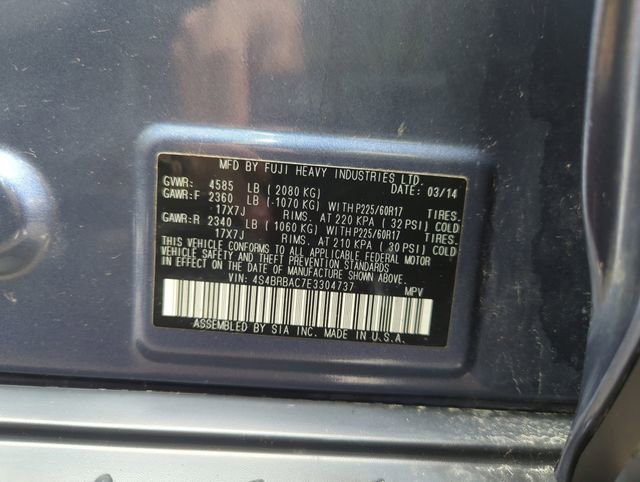 MFD BY FUJI HEAVY INDUSTRIES LTD.
GVWR: 4585 LB ( 2080 KG) DATE: 03/14
GAWR:F 2360 LB ( 1070 KG) WITH P225/60R17 TIRES.
17X7J RIMS. AT 220 KPA ( 32 PSI) COLD
GAWR:R 2340 LB ( 1060 KG) WITH P225/60R17 TIRES.
17X7J RIMS. AT 210 KPA ( 30 PSI) COLD
THIS VEHICLE CONFORMS TO ALL APPLICABLE FEDERAL MOTOR
VEHICLE SAFETY AND THEFT PREVENTION STANDARDS IN EFFECT
ON THE DATE OF MANUFACTURE SHOWN ABOVE.
VIN: 4S4BRBAC7E3304737 MPV
ASSEMBLED BY SIA INC. MADE IN U.S.A.